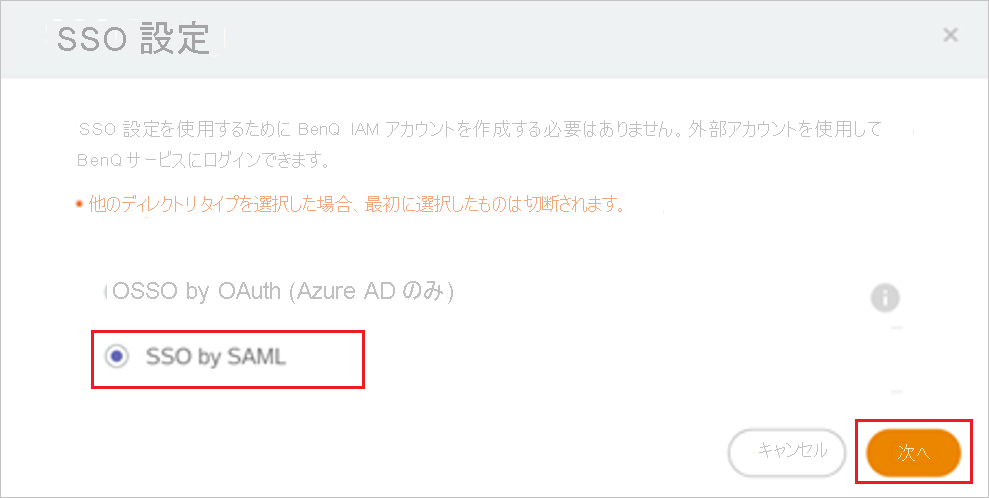 SSO 設定
SSO 設定を使用するために BenQ IAM アカウントを作成する必要はありません。外部アカウントを使用して
BenQ サービスにログインできます。
他のディレクトリ タイプを選択した場合、最初に選択したものは切断されます。
OSSO by OAuth (Azure AD のみ)
SSO by SAML
キャンセル
次へ